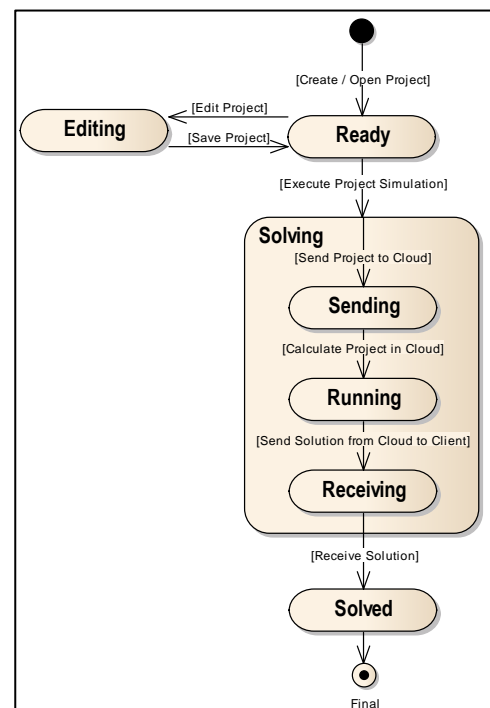 [Create / Open Project]
[Edit Project]
Editing
Ready
[Save Project]
[Execute Project Simulation]
Solving
[Send Project to Cloud]
Sending
[Calculate Project in Cloud]
Running
[Send Solution from Cloud to Client]
Receiving
[Receive Solution]
Solved
Final